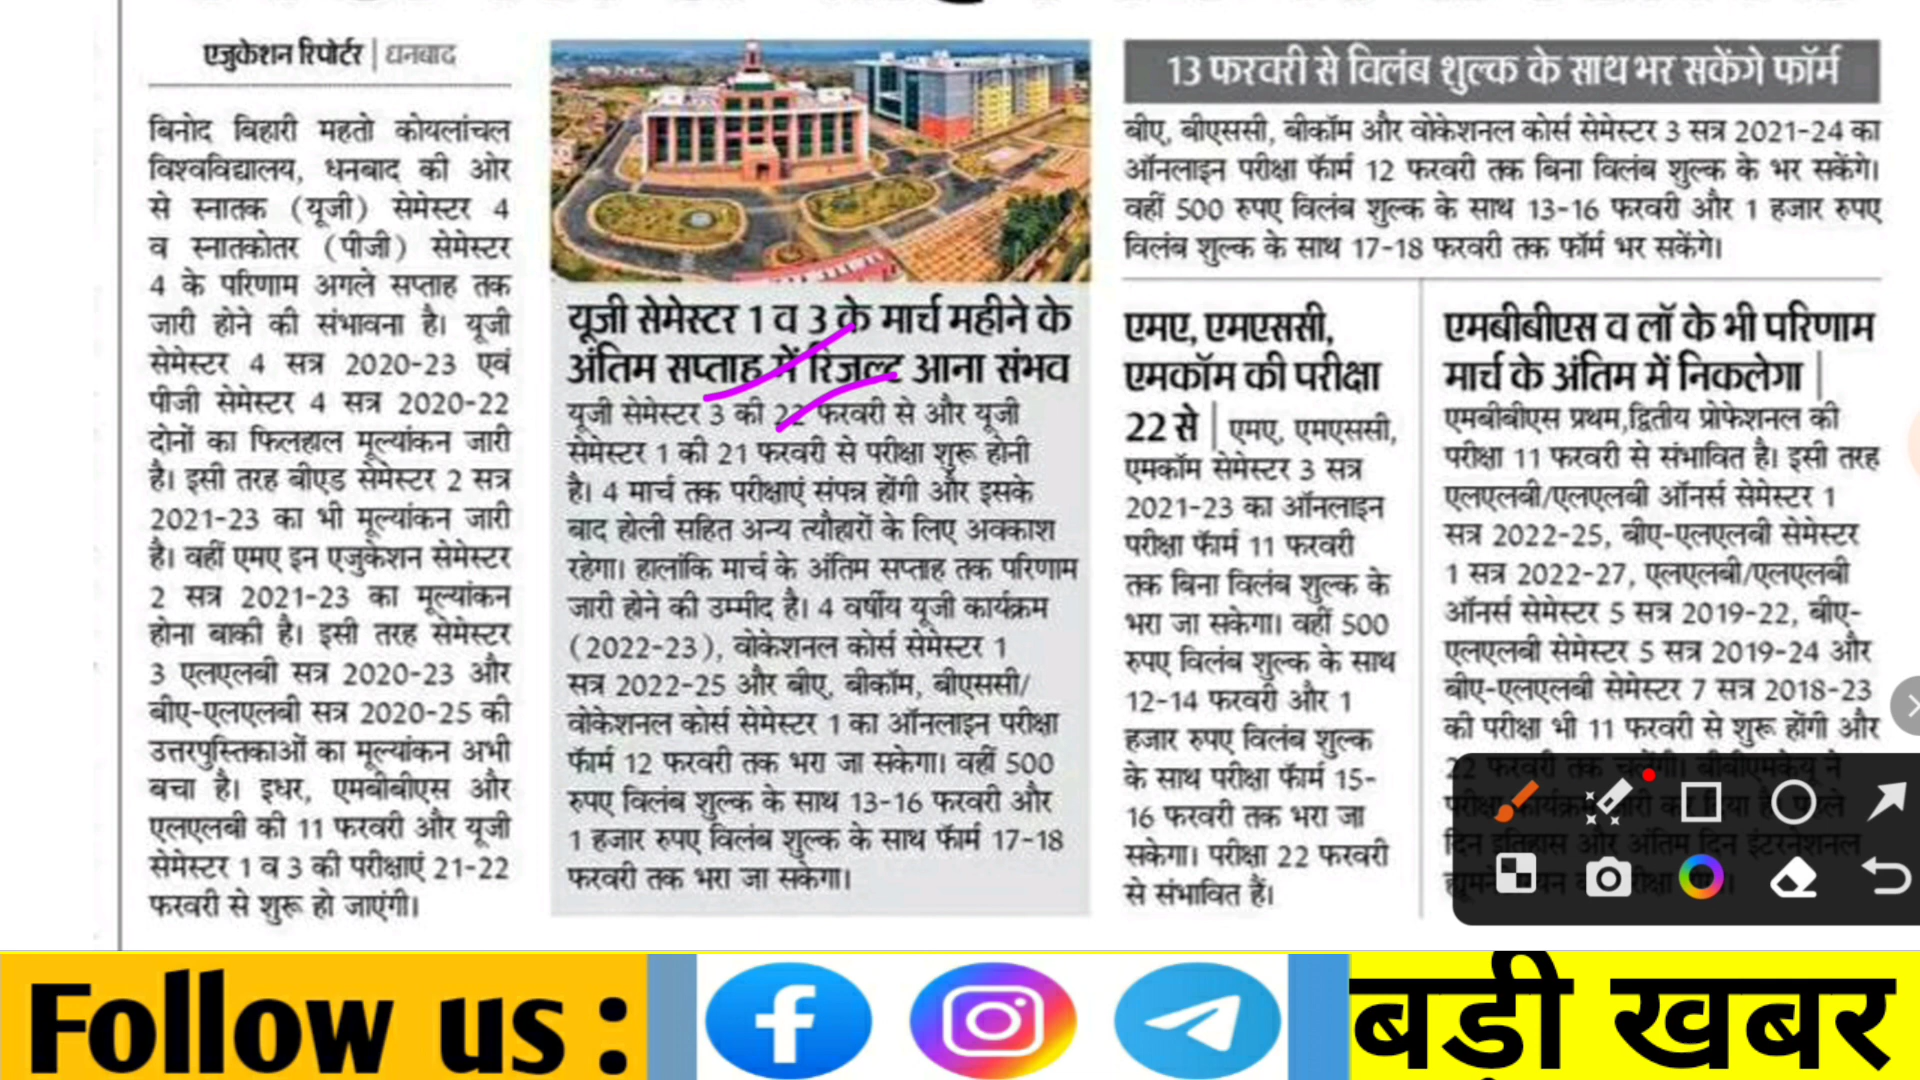 एजुकेशन रिपोर्टर | धनबाद
बिनोद बिहारी महतो कोयलांचल
विश्वविद्यालय, धनबाद की ओर
से स्नातक (यूजी) सेमेस्टर 4
व स्नातकोतर (पीजी) सेमेस्टर
4 के परिणाम अगले सप्ताह तक
जारी होने की संभावना है। यूजी
सेमेस्टर 4 सत्र 2020-23 एवं
पीजी सेमेस्टर 4 सत्र 2020-22
दोनों का फिलहाल मूल्यांकन जारी
है। इसी तरह बीएड सेमेस्टर 2 सत्र
2021-23 का भी मूल्यांकन जारी
है। वहीं एमए इन एजुकेशन सेमेस्टर
2 सत्र 2021-23 का मूल्यांकन
होना बाकी है। इसी तरह सेमेस्टर
3 एलएलबी सत्र 2020-23 और
बीए-एलएलबी सत्र 2020-25 की
उत्तरपुस्तिकाओं का मूल्यांकन अभी
बचा है। इधर, एमबीबीएस और
एलएलबी की 11 फरवरी और यूजी
सेमेस्टर 1 व 3 की परीक्षाएं 21-22
फरवरी से शुरू हो जाएंगी।
यूजी सेमेस्टर 1 व 3 के मार्च महीने के
अंतिम सप्ताह में रिजल्ट आना संभव
यूजी सेमेस्टर 3 की 22 फरवरी से और यूजी
सेमेस्टर 1 की 21 फरवरी से परीक्षा शुरू होनी
है। 4 मार्च तक परीक्षाएं संपन्न होंगी और इसके
बाद होली सहित अन्य त्यौहारों के लिए अवकाश
रहेगा। हालांकि मार्च के अंतिम सप्ताह तक परिणाम
जारी होने की उम्मीद है। 4 वर्षीय यूजी कार्यक्रम
(2022-23), वोकेशनल कोर्स सेमेस्टर 1
सत्र 2022-25 और बीए, बीकॉम, बीएससी/
वोकेशनल कोर्स सेमेस्टर 1 का ऑनलाइन परीक्षा
फॅार्म 12 फरवरी तक भरा जा सकेगा। वहीं 500
रुपए विलंब शुल्क के साथ 13-16 फरवरी और
1 हजार रुपए विलंब शुल्क के साथ फॅार्म 17-18
फरवरी तक भरा जा सकेगा।
13 फरवरी से विलंब शुल्क के साथ भर सकेंगे फॉर्म
बीए, बीएससी, बीकॉम और वोकेशनल कोर्स सेमेस्टर 3 सत्र 2021-24 का
ऑनलाइन परीक्षा फॅार्म 12 फरवरी तक बिना विलंब शुल्क के भर सकेंगे।
वहीं 500 रुपए विलंब शुल्क के साथ 13-16 फरवरी और 1 हजार रुपए
विलंब शुल्क के साथ 17-18 फरवरी तक फॉर्म भर सकेंगे।
एमए, एमएससी,
एमकॉम की परीक्षा
22 से | एमए, एमएससी,
एमकॉम सेमेस्टर 3 सत्र
2021-23 का ऑनलाइन
परीक्षा फॅार्म 11 फरवरी
तक बिना विलंब शुल्क के
भरा जा सकेगा। वहीं 500
रुपए विलंब शुल्क के साथ
12-14 फरवरी और 1
हजार रुपए विलंब शुल्क
के साथ परीक्षा फॅार्म 15-
16 फरवरी तक भरा जा
सकेगा। परीक्षा 22 फरवरी
से संभावित हैं।
एमबीबीएस व लॉ के भी परिणाम
मार्च के अंतिम में निकलेगा |
एमबीबीएस प्रथम,द्वितीय प्रोफेशनल की
परीक्षा 11 फरवरी से संभावित है। इसी तरह
एलएलबी/एलएलबी ऑनर्स सेमेस्टर 1
सत्र 2022-25, बीए-एलएलबी सेमेस्टर
1 सत्र 2022-27, एलएलबी/एलएलबी
ऑनर्स सेमेस्टर 5 सत्र 2019-22, बीए-
एलएलबी सेमेस्टर 5 सत्र 2019-24 और
बीए-एलएलबी सेमेस्टर 7 सत्र 2018-23
की परीक्षा भी 11 फरवरी से शुरू होंगी और
22 फरवरी तक चलेंगी। बीबीएमकेयू ने
दिन इतिहास और अंतिम दिन इंटरनेशनल
Follow us :
बड़ी खबर